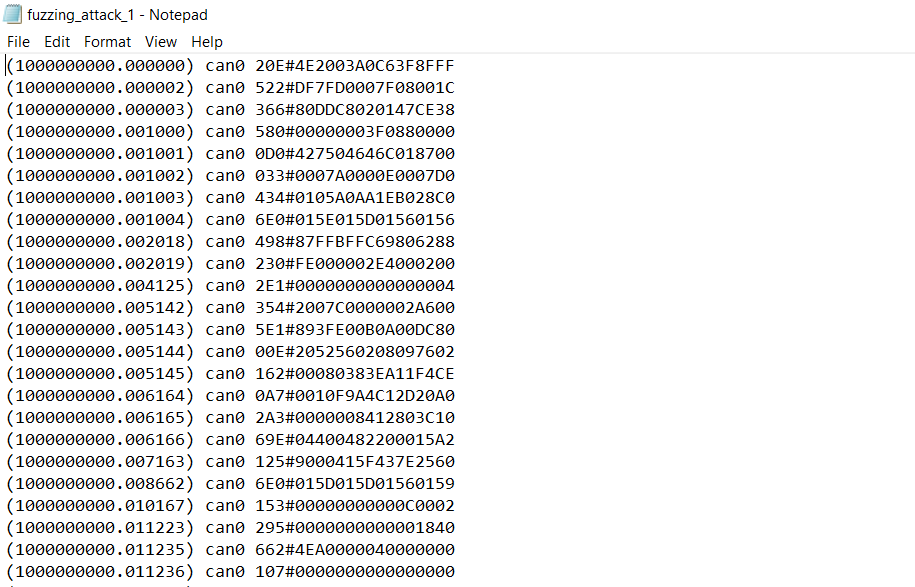 fuzzing_attack_1 - Notepad
File Edit Format View Help
(1000000000.000000) can0 20E#4E2003A0C63F8FFF
(1000000000.000002) can0 522#DF7FD0007F08001C
(1000000000.000003) can0 366#80DDC8020147CE38
(1000000000.001000) can0 580#00000003F0880000
(1000000000.001001) can0 0D0#427504646C018700
(1000000000.001002) can0 033#0007A0000E0007D0
(1000000000.001003) can0 434#0105A0AA1EB028C0
(1000000000.001004) can0 6E0#015E015D01560156
(1000000000.002018) can0 498#87FFBFFC69806288
(1000000000.002019) can0 230#FE000002E4000200
(1000000000.004125) can0 2E1#0000000000000004
(1000000000.005142) can0 354#2007C0000002A600
(1000000000.005143) can0 5E1#893FE00B0A00DC80
(1000000000.005144) can0 00E#2052560208097602
(1000000000.005145) can0 162#00080383EA11F4CE
(1000000000.006164) can0 0A7#0010F9A4C12D20A0
(1000000000.006165) can0 2A3#0000008412803C10
(1000000000.006166) can0 69E#04400482200015A2
(1000000000.007163) can0 125#9000415F437E2560
(1000000000.008662) can0 6E0#015D015D01560159
(1000000000.010167) can0 153#00000000000C0002
(1000000000.011223) can0 295#0000000000001840
(1000000000.011235) can0 662#4EA0000040000000
(1000000000.011236) can0 107#0000000000000000